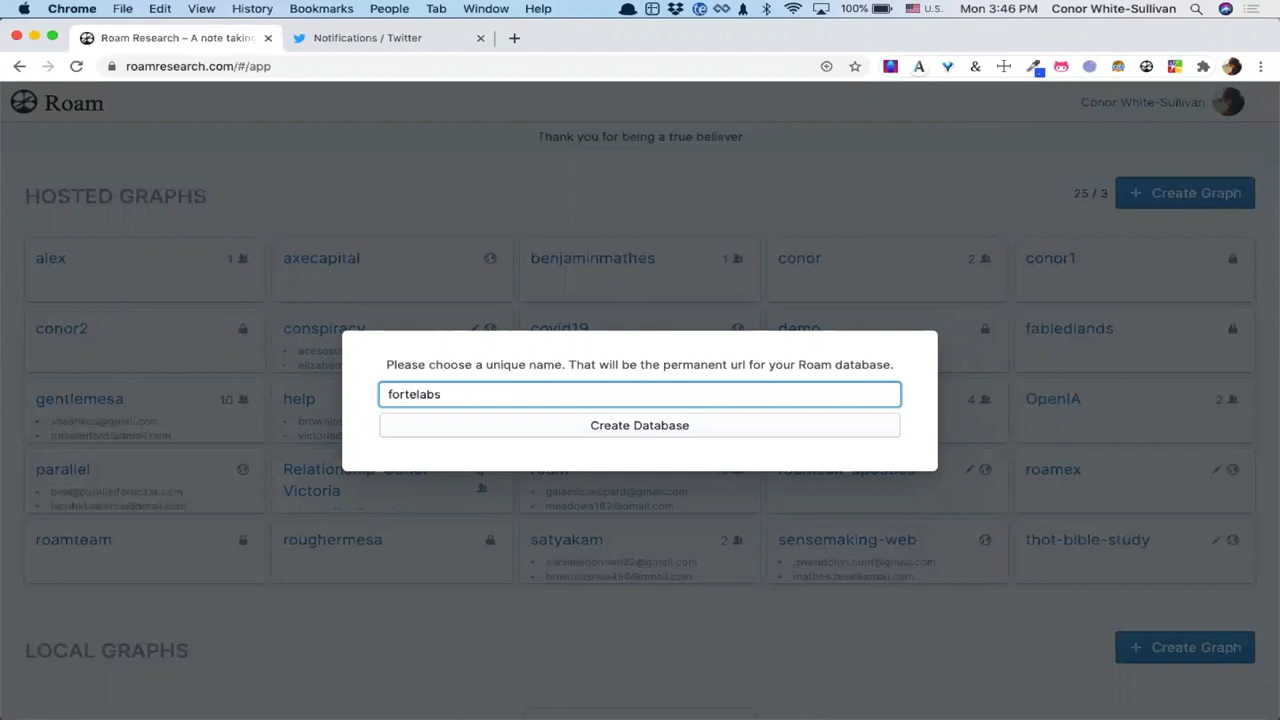 Chrome File Edit View History Bookmarks People Tab Window Help 100% U.S. Mon 3:46 PM Conor White-Sullivan
Roam Research – A note taking Notifications / Twitter
roamresearch.com/#/app
Roam Conor White-Sullivan
Thank you for being a true believer
HOSTED GRAPHS 25 / 3 + Create Graph
alex 1 axecapital benjaminmathes 1 conor 2 conor1
conor2 conspiracy covid19 demo fabledlands
Please choose a unique name. That will be the permanent url for your Roam database.
fortelabs
Create Database
gentlemesa 10 help 4 OpenIA 2
parallel Relationship roamex
Victoria
roamteam roughermesa satyakam 2 sensemaking-web thot-bible-study
LOCAL GRAPHS + Create Graph